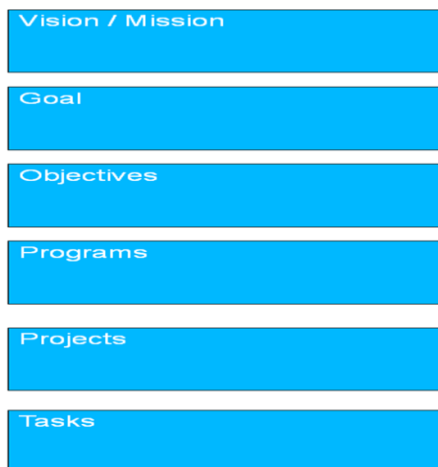 Vision / Mission
Goal
Objectives
Programs
Projects
Tasks